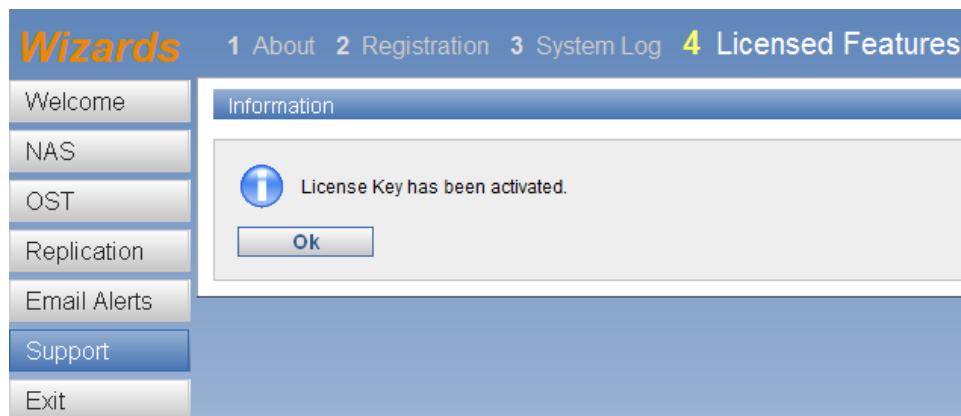 Wizards
1 About 2 Registration 3 System Log 4 Licensed Features
Welcome
NAS
OST
Replication
Email Alerts
Support
Exit
Information
License Key has been activated.
Ok